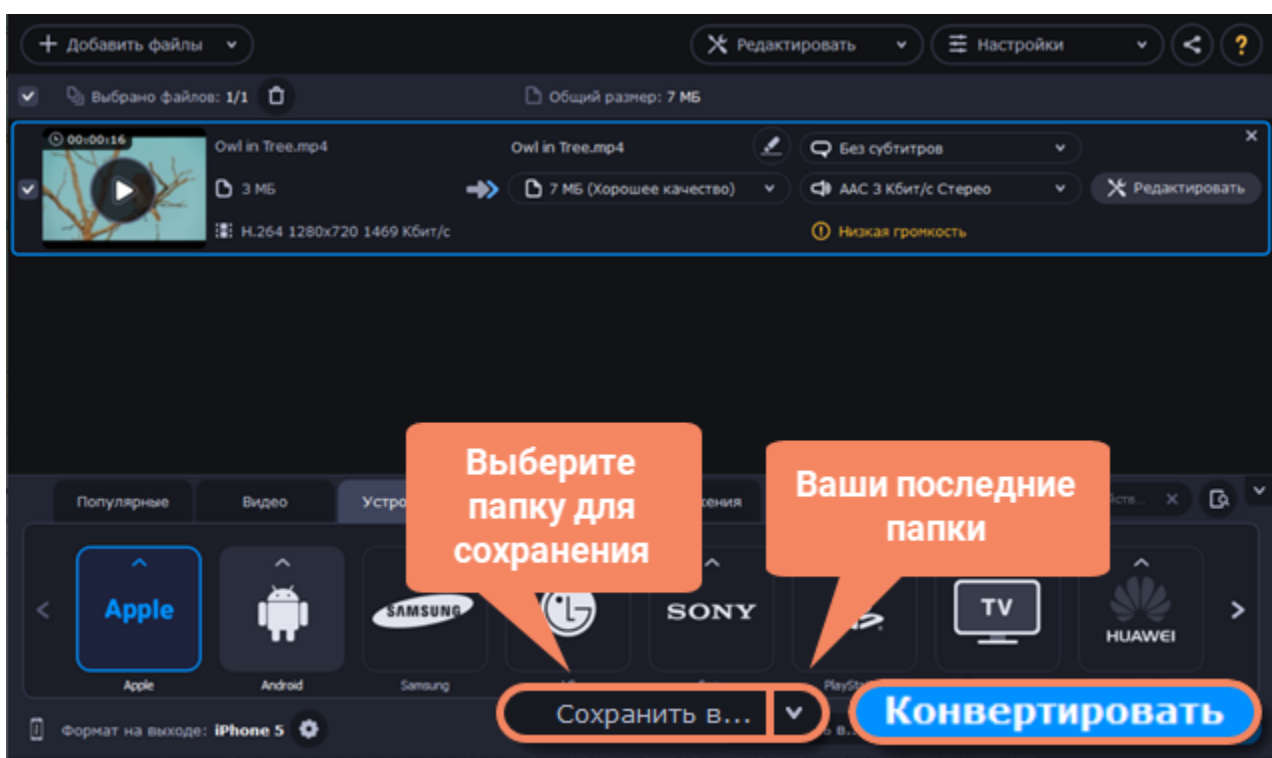 Добавить файлы
Редактировать
Настройки
?
Выбрано файлов: 1/1
Общий размер: 7 МБ
00:00:16
Owl in Tree.mp4
Owl in Tree.mp4
Без субтитров
3 МБ
7 МБ (Хорошее качество)
AAC 3 Кбит/с Стерео
Редактировать
H.264 1280x720 1469 Кбит/с
Низкая громкость
Выберите
папку для
сохранения
Ваши последние
папки
Популярные
Видео
Apple
SAMSUNG
SONY
TV
HUAWEI
Apple
Android
Samsung
Формат на выходе: iPhone 5
Сохранить в...
Конвертировать